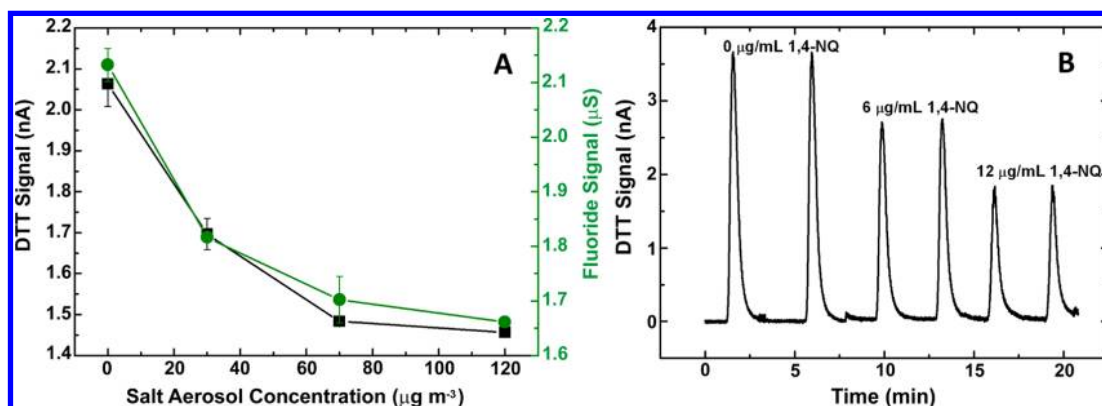 A
DTT Signal (nA)
2.2
2.1
2.0
1.9
1.8
1.7
1.6
1.5
1.4
0 20 40 60 80 100 120
Salt Aerosol Concentration (μg m-3)
2.2
2.1
2.0
1.9
1.8
1.7
1.6
Fluoride Signal (μS)
B
DTT Signal (nA)
4
3
2
1
0
0 μg/mL 1,4-NQ
6 μg/mL 1,4-NQ
12 μg/mL 1,4-NQ
0 5 10 15 20
Time (min)